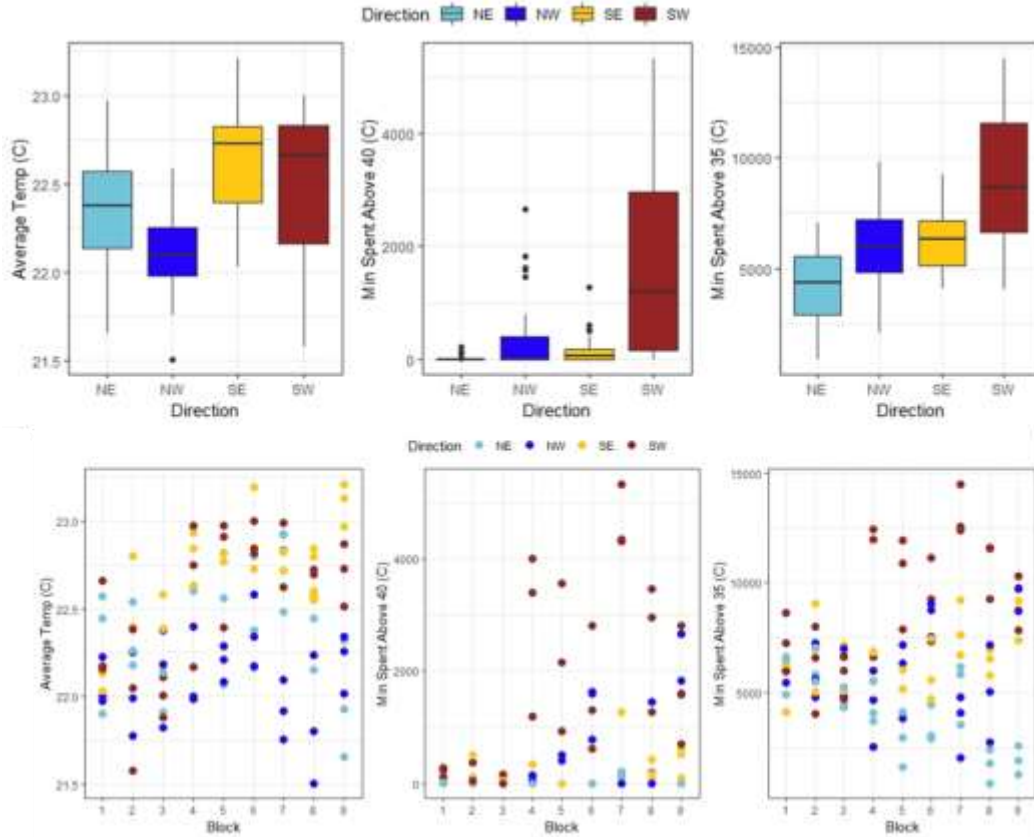 Direction NE NW SE SW
Average Temp (C)
23.0
22.5
22.0
21.5
NE NW SE SW
Direction
Min Spent Above 40 (C)
4000
2000
0
NE NW SE SW
Direction
Min Spent Above 35 (C)
15000
10000
5000
NE NW SE SW
Direction
Direction NE NW SE SW
Average Temp (C)
23.0
22.5
22.0
21.5
1 2 3 4 5 6 7 8 9
Block
Min Spent Above 40 (C)
4000
2000
0
1 2 3 4 5 6 7 8 9
Block
Min Spent Above 35 (C)
15000
10000
5000
1 2 3 4 5 6 7 8 9
Block